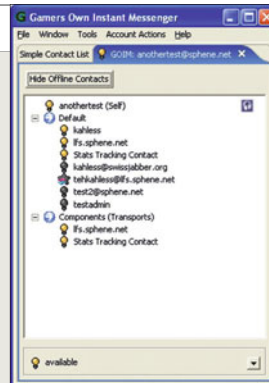 Gamers Own Instant Messenger
File Window Tools Account Actions Help
Simple Contact List GOIM: anothertest@sphene.net
Hide Offline Contacts
anothertest (Self)
Default
kahless
lfs.sphene.net
Stats Tracking Contact
kahless@swissjabber.org
tehkahless@lfs.sphene.net
test2@sphene.net
testadmin
Components (Transports)
lfs.sphene.net
Stats Tracking Contact
available